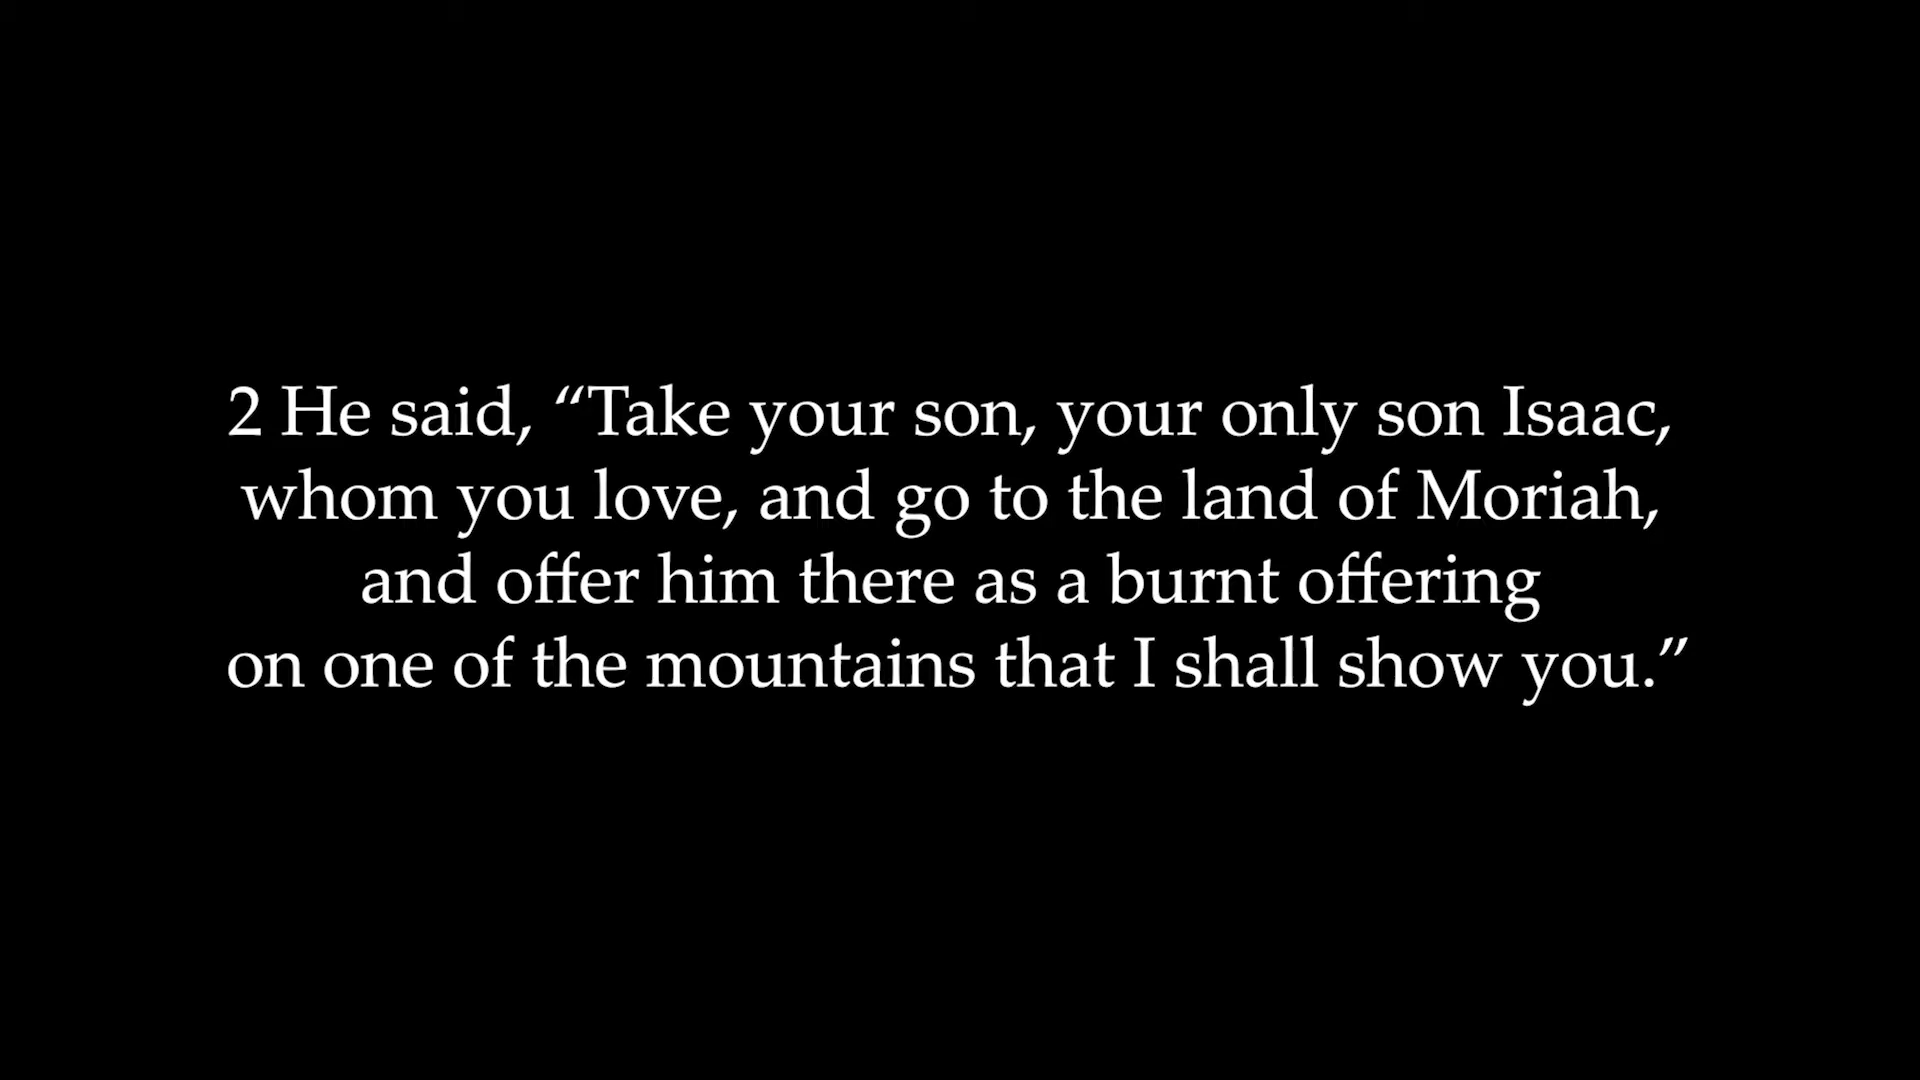 2 He said, “Take your son, your only son Isaac,
whom you love, and go to the land of Moriah,
and offer him there as a burnt offering
on one of the mountains that I shall show you.”